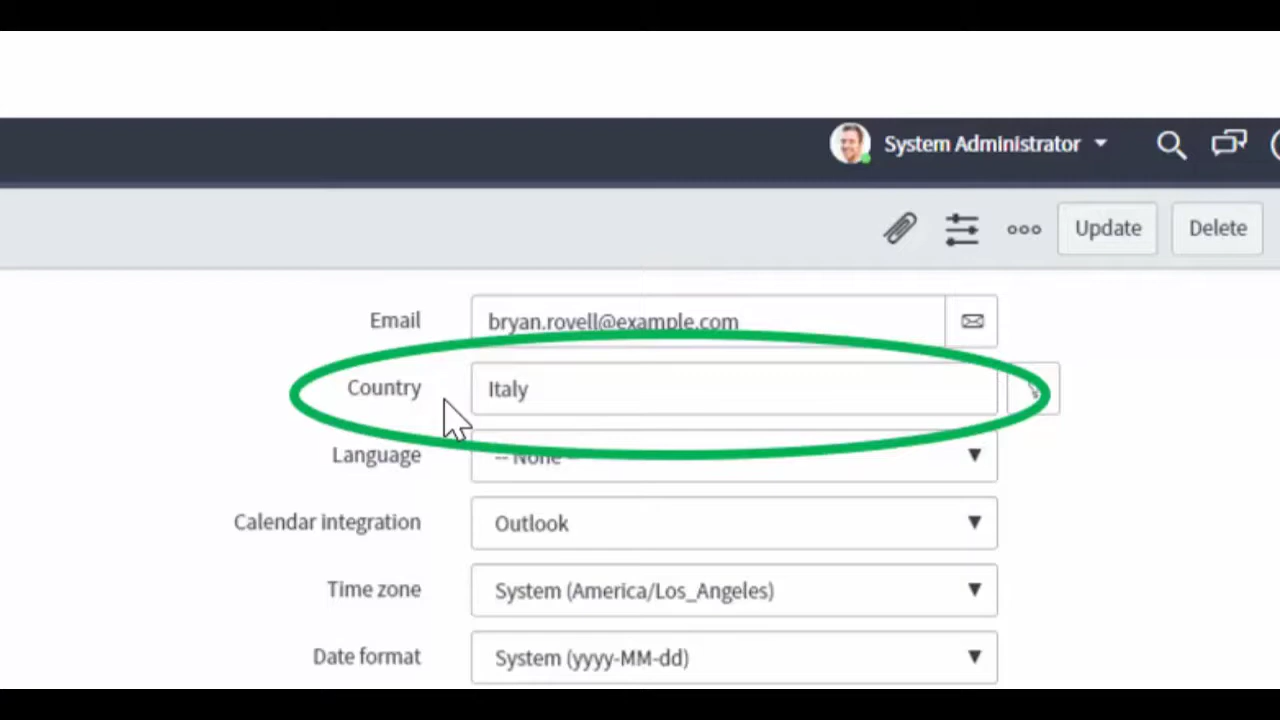 System Administrator
Update Delete
Email bryan.rovell@example.com
Country Italy
Language -- None --
Calendar integration Outlook
Time zone System (America/Los_Angeles)
Date format System (yyyy-MM-dd)